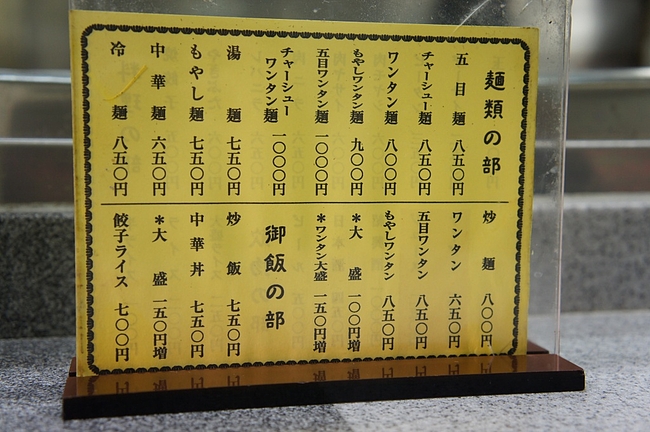 麺類の部
五目麺 八五〇円
チャーシュー麺 八五〇円
ワンタン麺 八〇〇円
もやしワンタン麺 九〇〇円
五目ワンタン麺 一〇〇〇円
チャーシューワンタン麺 一〇〇〇円
湯麺 七五〇円
もやし麺 七五〇円
中華麺 六五〇円
冷麺 八五〇円
炒麺 八〇〇円
ワンタン 六五〇円
五目ワンタン 八五〇円
もやしワンタン 八五〇円
*大盛 一〇〇円増
*ワンタン大盛 一五〇円増
御飯の部
炒飯 七五〇円
中華丼 七五〇円
*大盛 一五〇円増
餃子ライス 七〇〇円